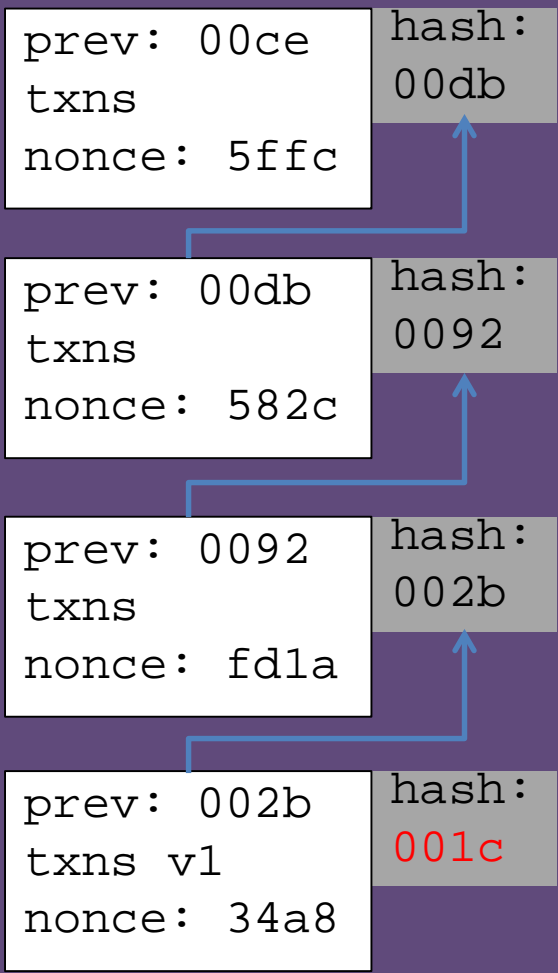 prev: 00ce
txns
nonce: 5ffc
hash:
00db
prev: 00db
txns
nonce: 582c
hash:
0092
prev: 0092
txns
nonce: fd1a
hash:
002b
prev: 002b
txns v1
nonce: 34a8
hash:
001c